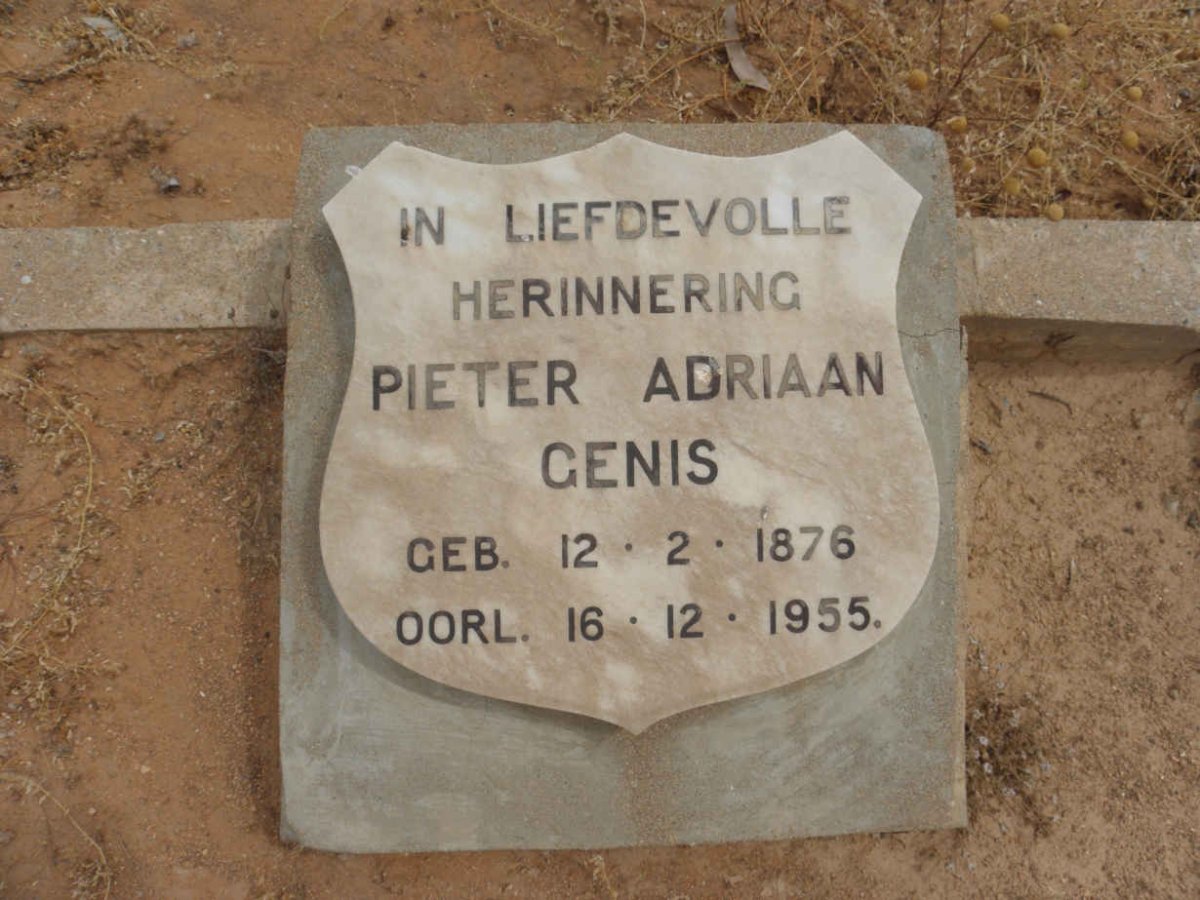 IN LIEFDEVOLLE
HERINNERING
PIETER ADRIAAN
GENIS
GEB. 12 · 2 · 1876
OORL. 16 · 12 · 1955.